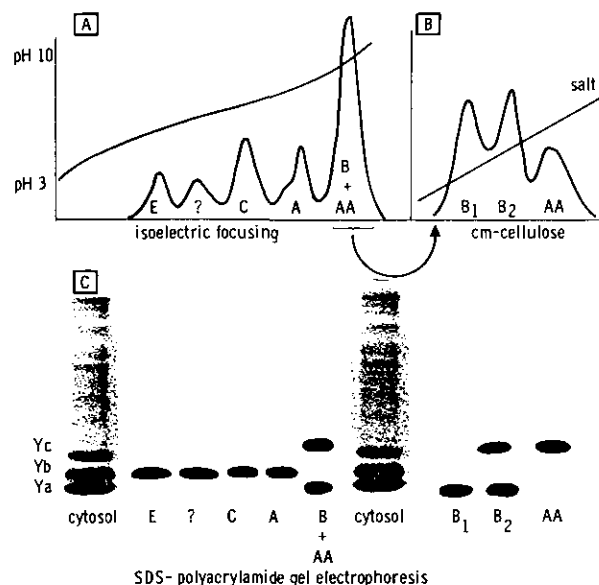 A
B
pH 10
salt
pH 3
E ? C A B + AA
B1 B2 AA
isoelectric focusing
cm-cellulose
C
Yc
Yb
Ya
cytosol E ? C A B + AA cytosol B1 B2 AA
SDS- polyacrylamide gel electrophoresis